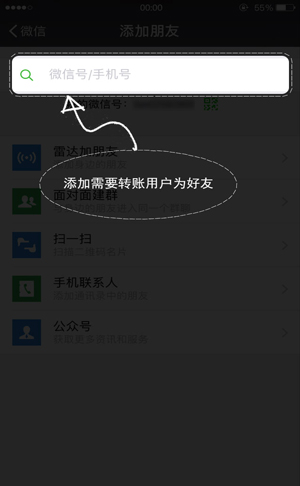 00:00
65%
微信
添加朋友
微信号/手机号
微信号:
雷达加朋友
添加需要转账用户为好友
面对面建群
扫一扫
扫描二维码名片
手机联系人
添加通讯录中的朋友
公众号
获取更多资讯和服务